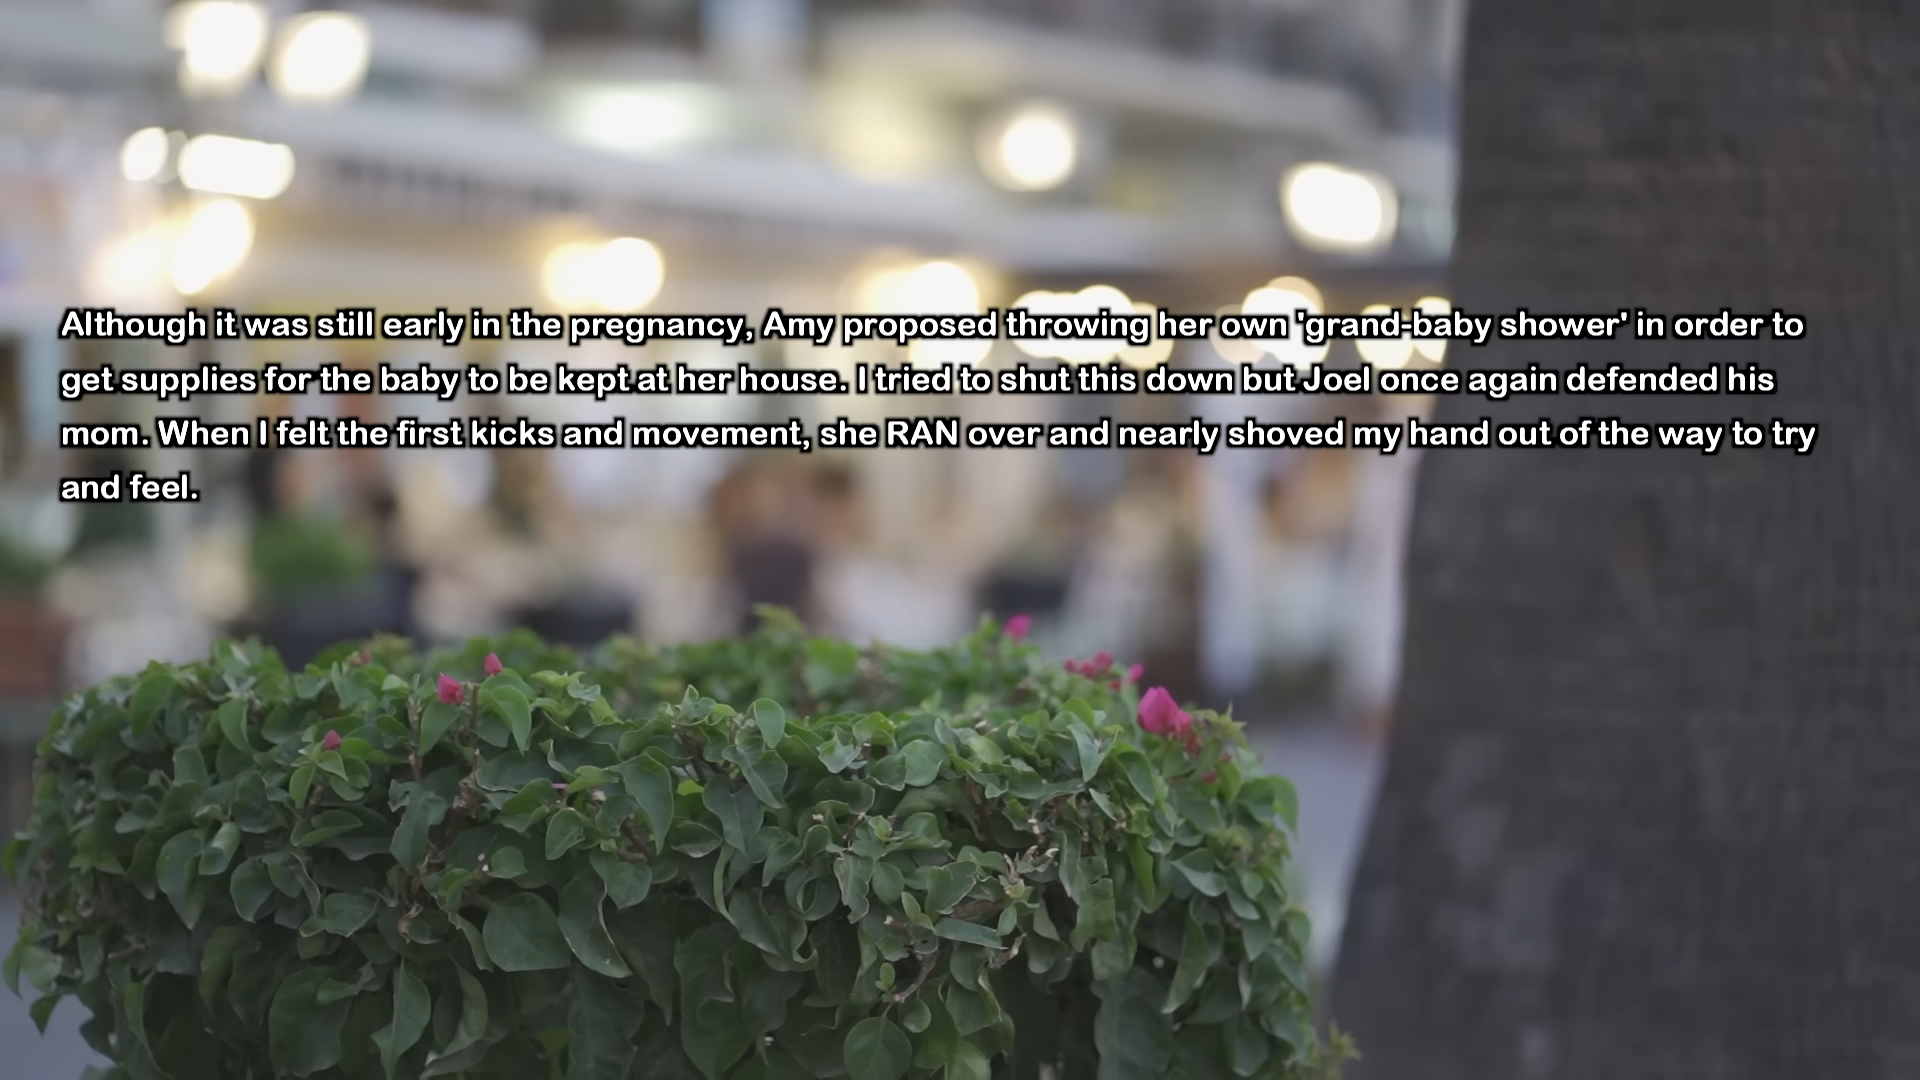 Although it was still early in the pregnancy, Amy proposed throwing her own 'grand-baby shower' in order to
get supplies for the baby to be kept at her house. I tried to shut this down but Joel once again defended his
mom. When I felt the first kicks and movement, she RAN over and nearly shoved my hand out of the way to try
and feel.